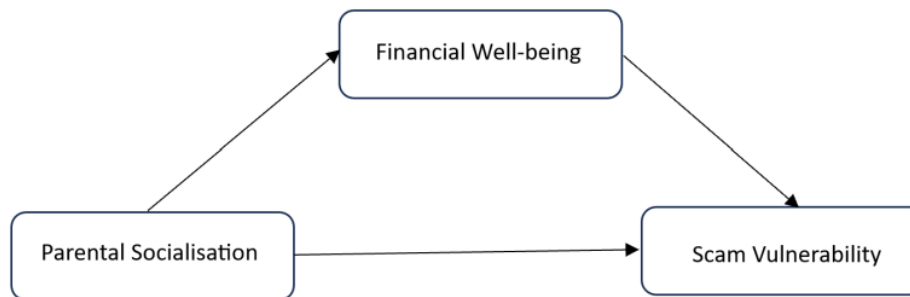 Financial Well-being
Parental Socialisation
Scam Vulnerability